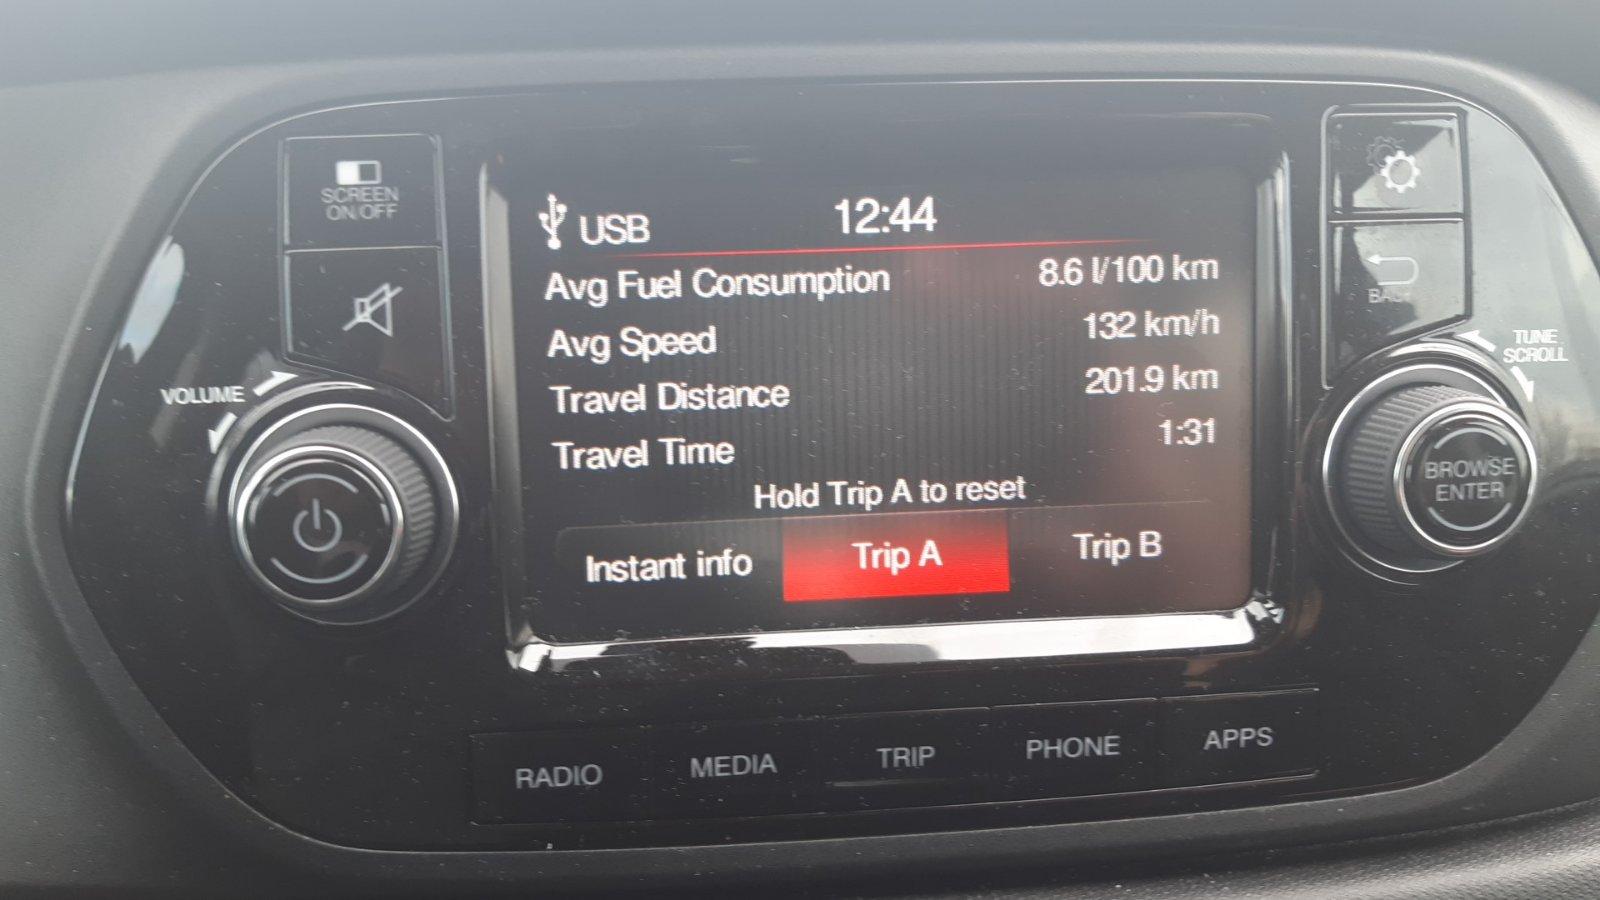 SCREEN
ON/OFF
VOLUME
USB 12:44
Avg Fuel Consumption 8.6 l/100 km
Avg Speed 132 km/h
Travel Distance 201.9 km
Travel Time 1:31
Hold Trip A to reset
Instant info Trip A Trip B
BACK
TUNE
SCROLL
BROWSE
ENTER
RADIO MEDIA TRIP PHONE APPS